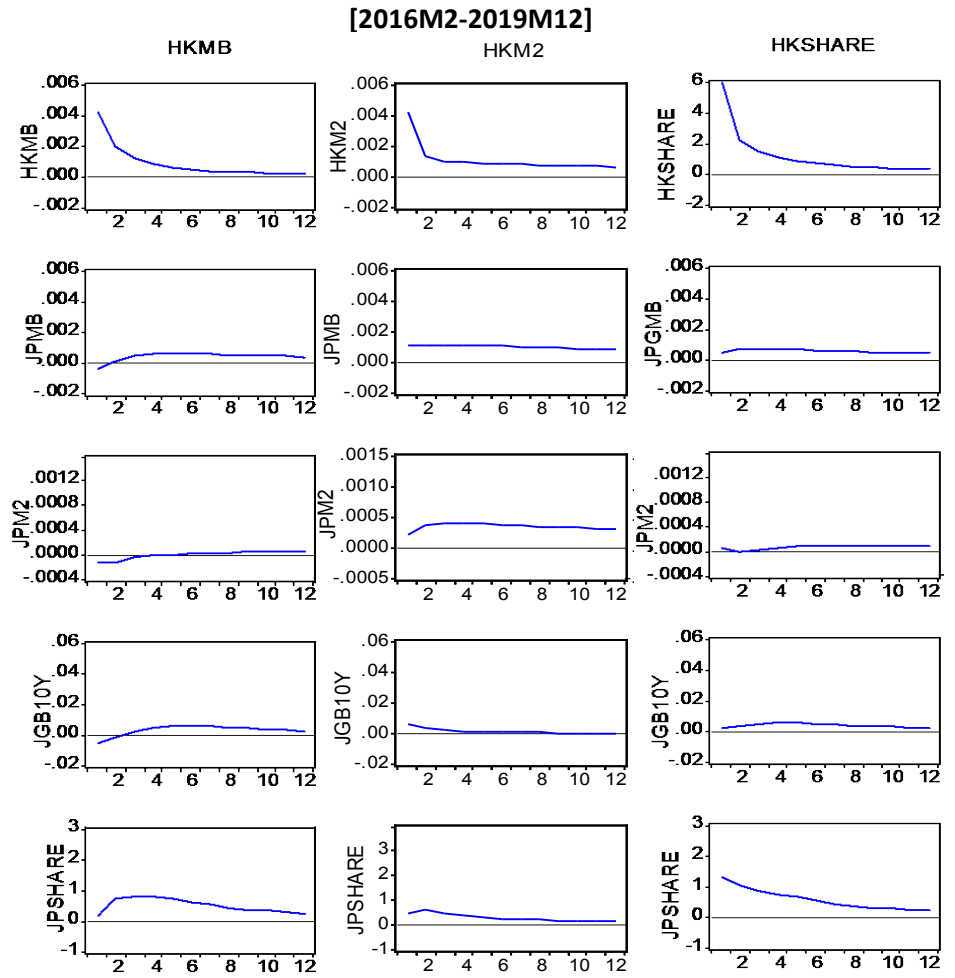 [2016M2-2019M12]
HKMB
HKM2
HKSHARE
HKMB
.006
.004
.002
.000
-.002
2 4 6 8 10 12
HKM2
.006
.004
.002
.000
-.002
2 4 6 8 10 12
HKSHARE
6
4
2
0
-2
2 4 6 8 10 12
JPMB
.006
.004
.002
.000
-.002
2 4 6 8 10 12
JPMB
.006
.004
.002
.000
-.002
2 4 6 8 10 12
JPGMB
.006
.004
.002
.000
-.002
2 4 6 8 10 12
JPM2
.0012
.0008
.0004
.0000
-.0004
2 4 6 8 10 12
JPM2
.0015
.0010
.0005
.0000
-.0005
2 4 6 8 10 12
JPM2
.0012
.0008
.0004
.0000
-.0004
2 4 6 8 10 12
JGB10Y
.06
.04
.02
.00
-.02
2 4 6 8 10 12
JGB10Y
.06
.04
.02
.00
-.02
2 4 6 8 10 12
JGB10Y
.06
.04
.02
.00
-.02
2 4 6 8 10 12
JPSHARE
3
2
1
0
-1
2 4 6 8 10 12
JPSHARE
3
2
1
0
-1
2 4 6 8 10 12
JPSHARE
3
2
1
0
-1
2 4 6 8 10 12